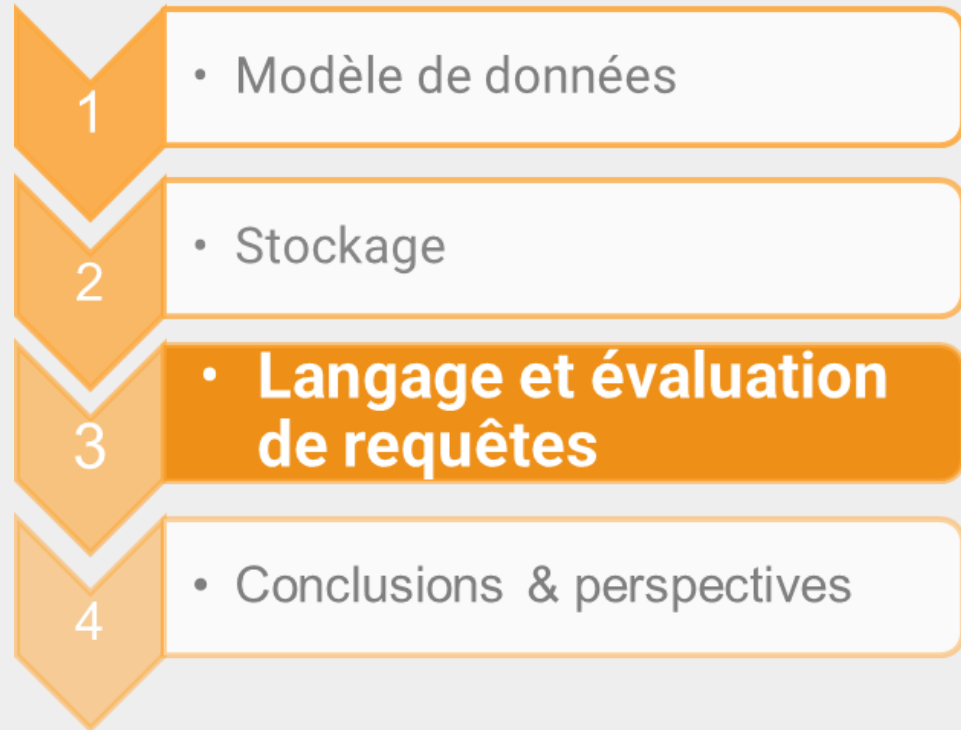 1
• Modèle de données
2
• Stockage
3
• Langage et évaluation
de requêtes
4
• Conclusions & perspectives